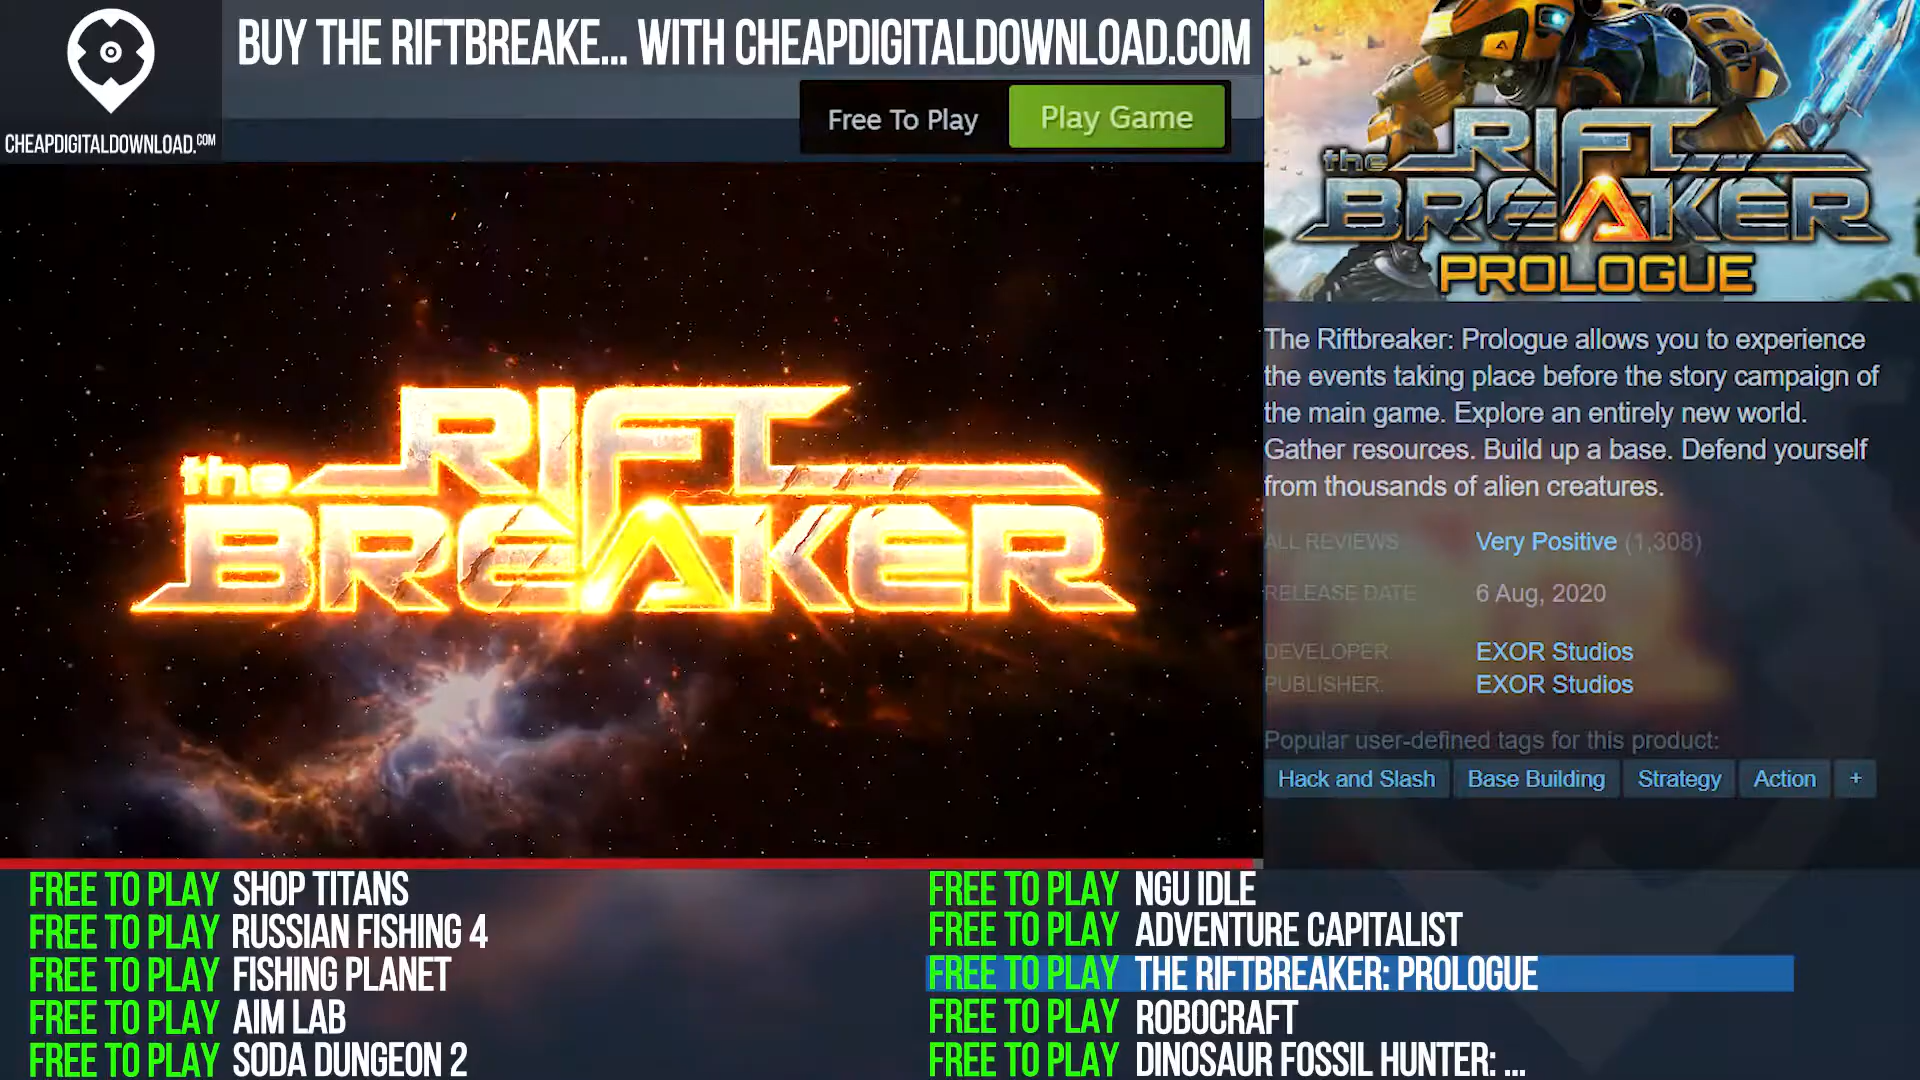 BUY THE RIFTBREAKE... WITH CHEAPDIGITALDOWNLOAD.COM
CHEAPDIGITALDOWNLOAD.COM
Free To Play
Play Game
the RIFT
BREAKER
the RIFT
BREAKER
PROLOGUE
The Riftbreaker: Prologue allows you to experience
the events taking place before the story campaign of
the main game. Explore an entirely new world.
Gather resources. Build up a base. Defend yourself
from thousands of alien creatures.
ALL REVIEWS Very Positive (1,308)
RELEASE DATE 6 Aug, 2020
DEVELOPER: EXOR Studios
PUBLISHER: EXOR Studios
Popular user-defined tags for this product:
Hack and Slash Base Building Strategy Action +
FREE TO PLAY SHOP TITANS
FREE TO PLAY RUSSIAN FISHING 4
FREE TO PLAY FISHING PLANET
FREE TO PLAY AIM LAB
FREE TO PLAY SODA DUNGEON 2
FREE TO PLAY NGU IDLE
FREE TO PLAY ADVENTURE CAPITALIST
FREE TO PLAY THE RIFTBREAKER: PROLOGUE
FREE TO PLAY ROBOCRAFT
FREE TO PLAY DINOSAUR FOSSIL HUNTER: ...